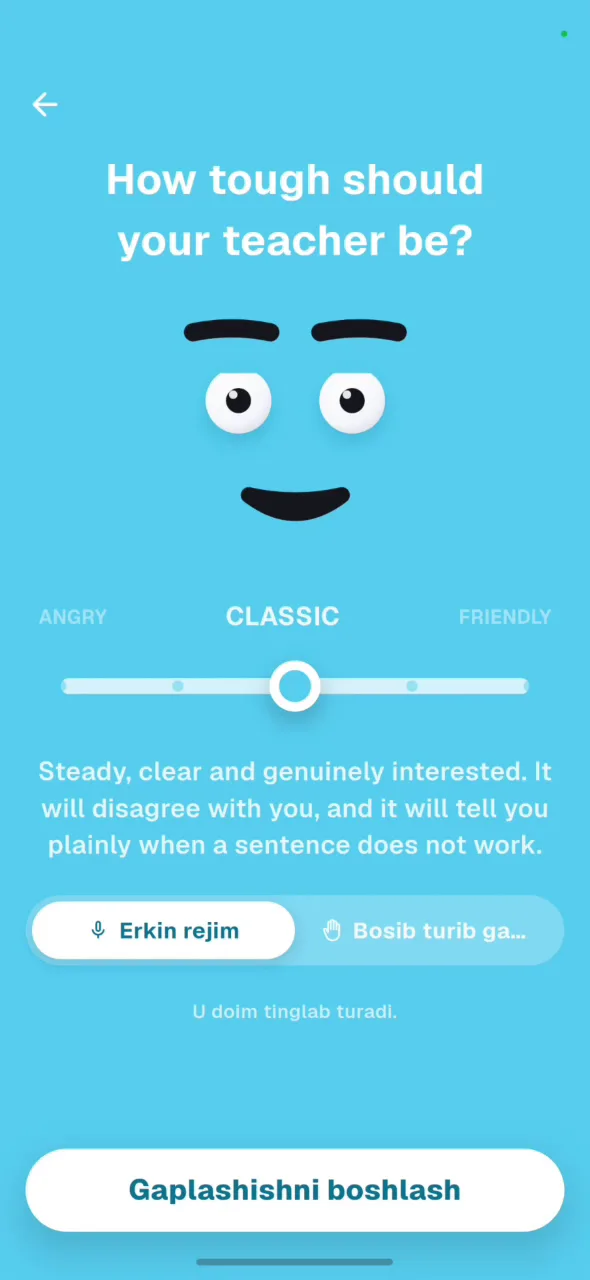 How tough should
your teacher be?
ANGRY
CLASSIC
FRIENDLY
Steady, clear and genuinely interested. It
will disagree with you, and it will tell you
plainly when a sentence does not work.
Erkin rejim
Bosib turib ga...
U doim tinglab turadi.
Gaplashishni boshlash